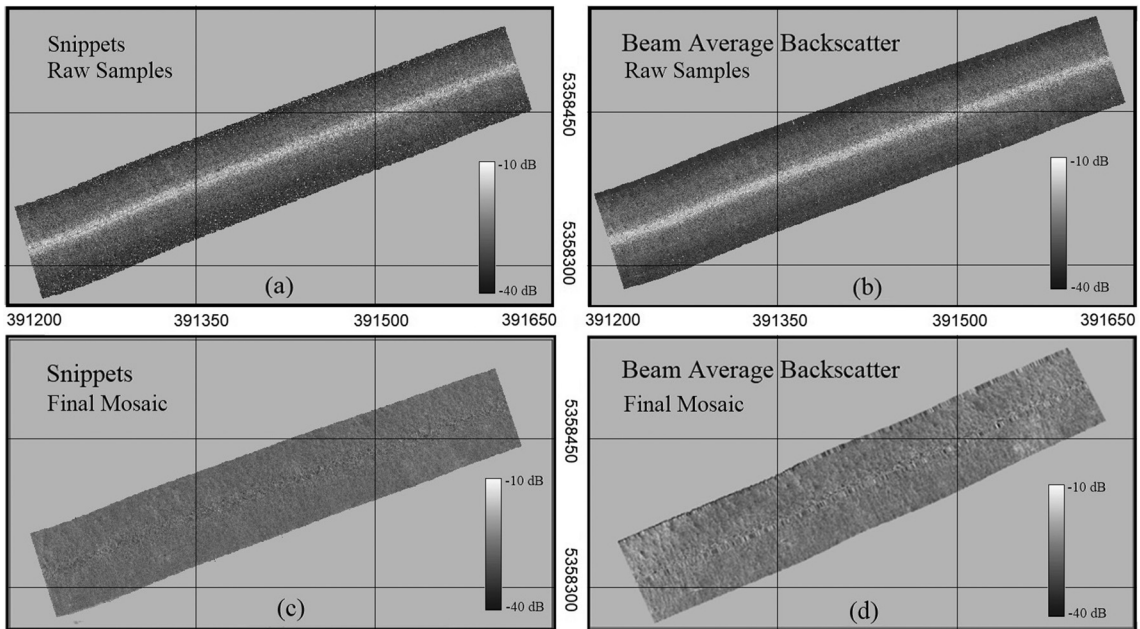 Snippets
Raw Samples
-10 dB
-40 dB
(a)
5358450
5358300
Beam Average Backscatter
Raw Samples
-10 dB
-40 dB
(b)
391200 391350 391500 391650
391200 391350 391500 391650
Snippets
Final Mosaic
-10 dB
-40 dB
(c)
5358450
5358300
Beam Average Backscatter
Final Mosaic
-10 dB
-40 dB
(d)